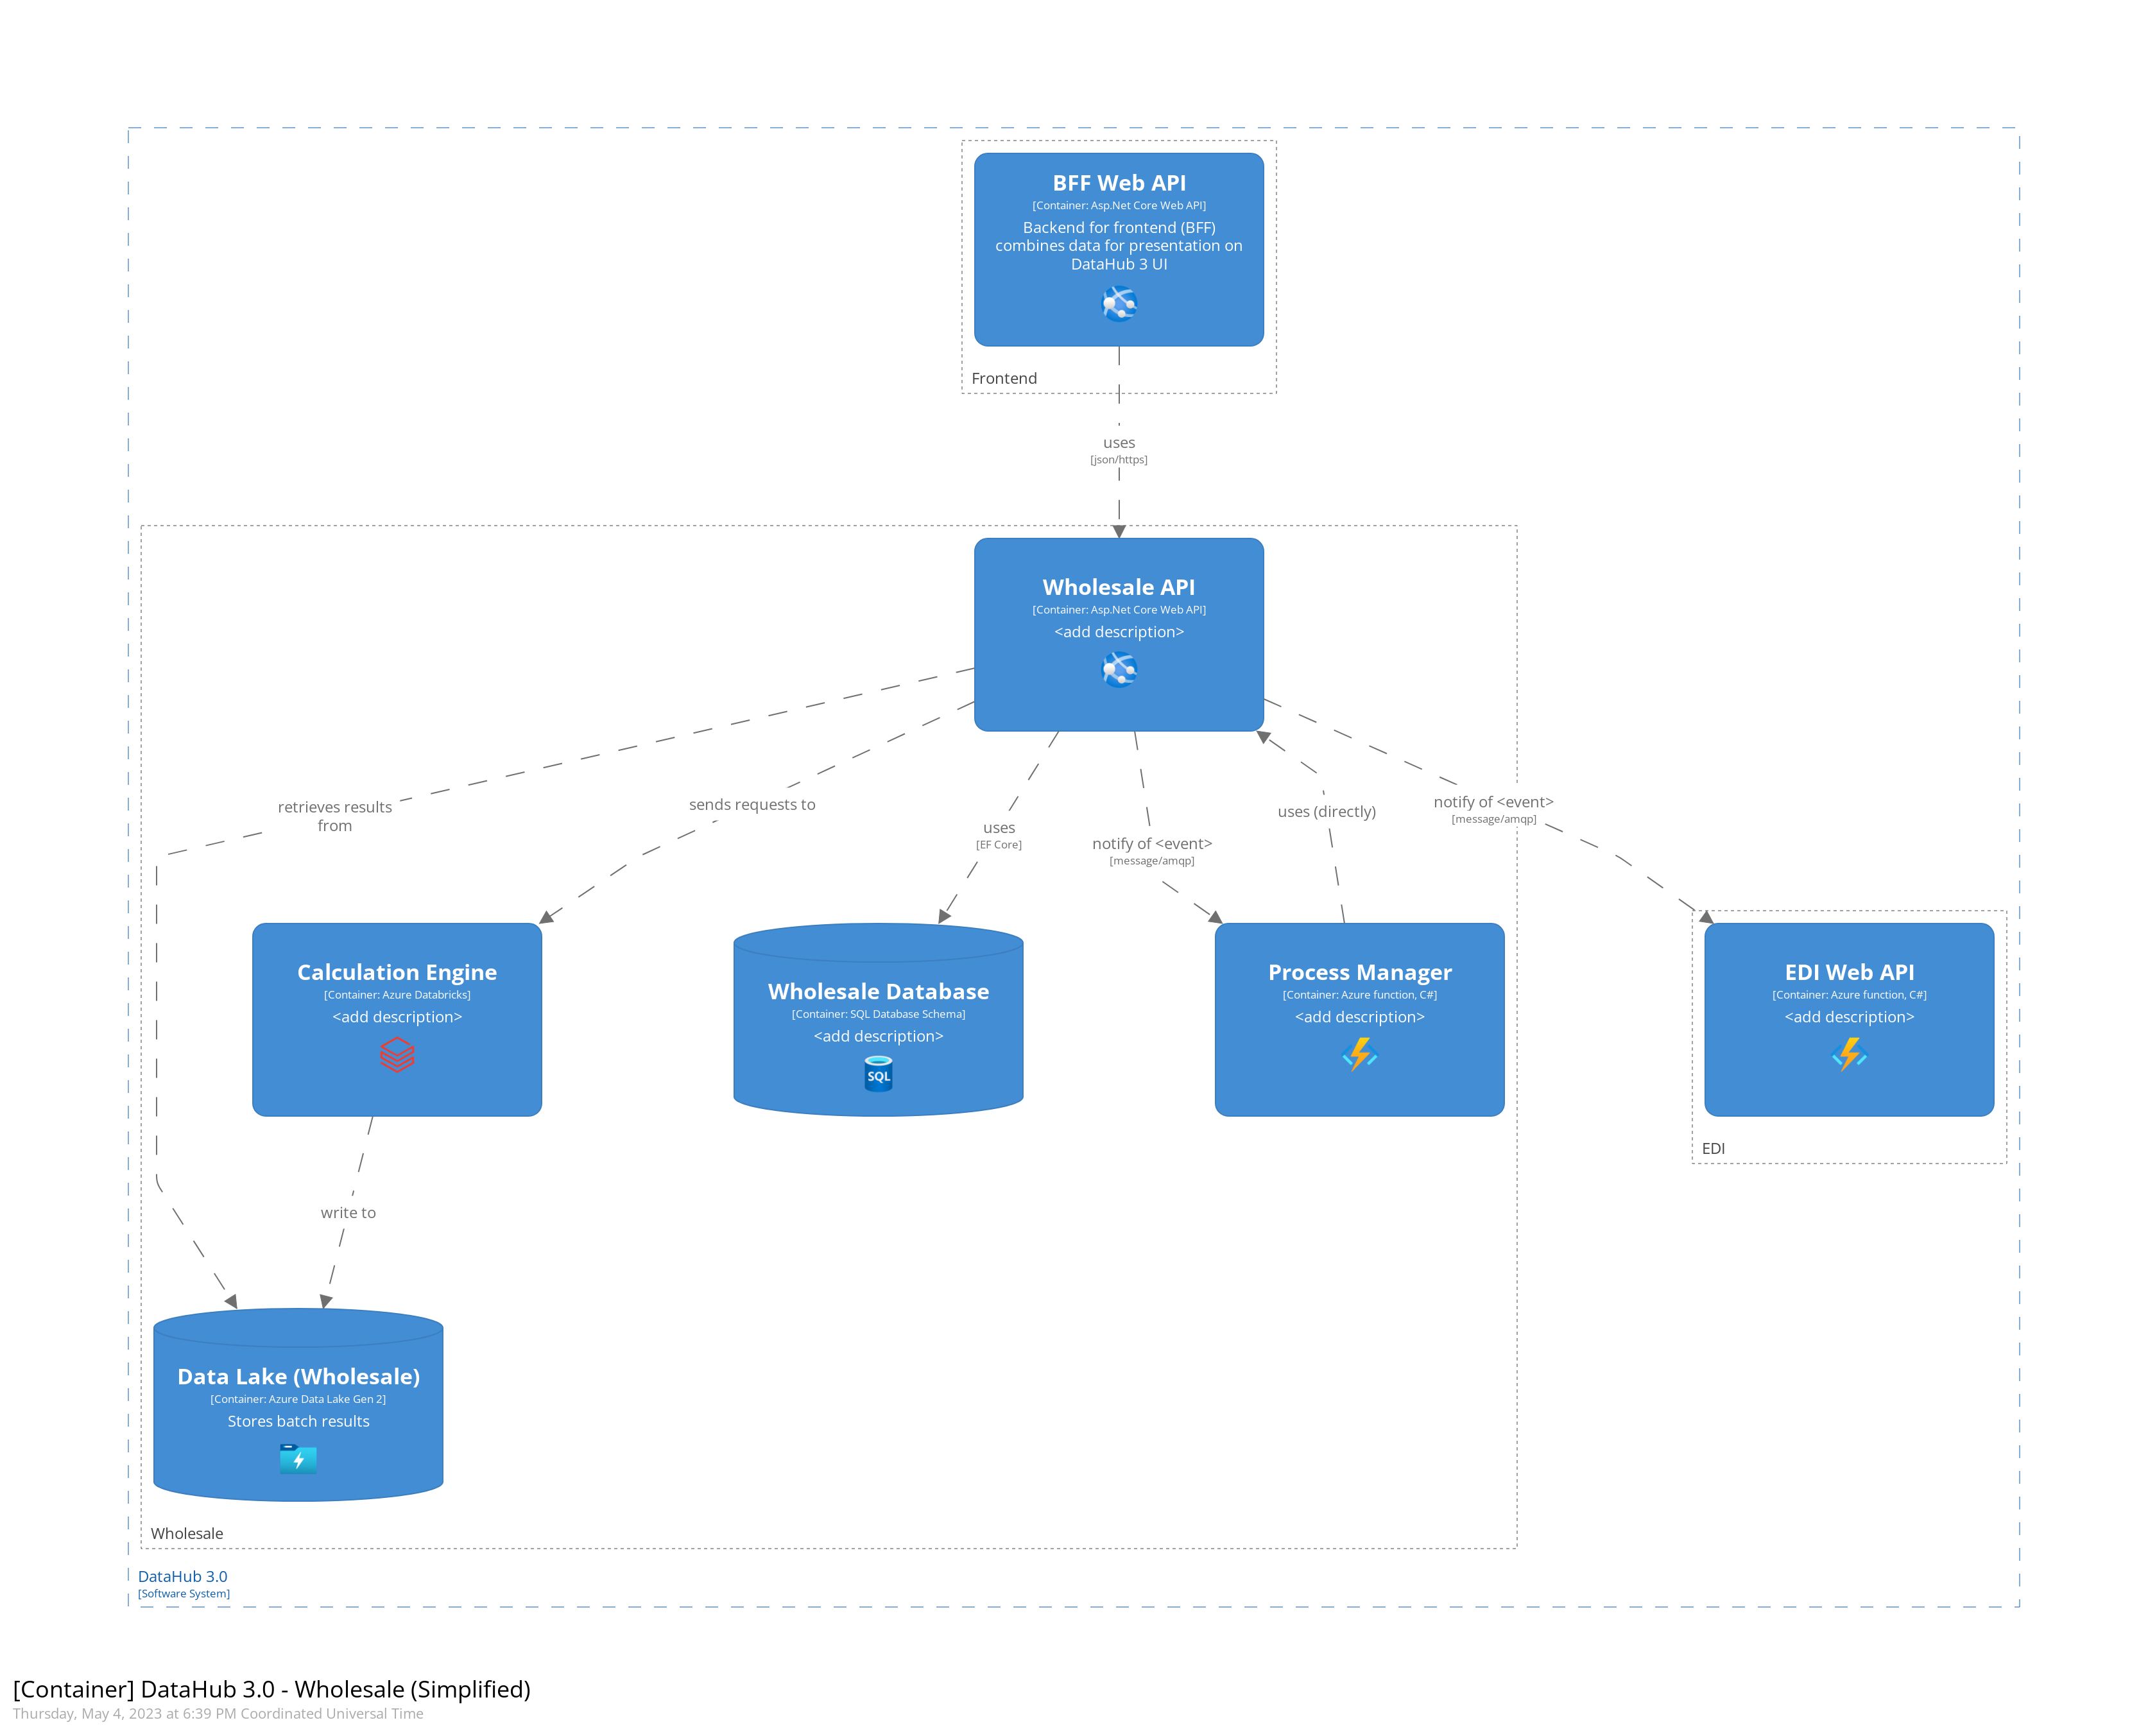 BFF Web API
[Container: Asp.Net Core Web API]
Backend for frontend (BFF)
combines data for presentation on
DataHub 3 UI
Frontend
uses
[json/https]
Wholesale API
[Container: Asp.Net Core Web API]
<add description>
retrieves results
from
sends requests to
uses
[EF Core]
notify of <event>
[message/amqp]
uses (directly)
notify of <event>
[message/amqp]
Calculation Engine
[Container: Azure Databricks]
<add description>
Wholesale Database
[Container: SQL Database Schema]
<add description>
SQL
Process Manager
[Container: Azure function, C#]
<add description>
EDI Web API
[Container: Azure function, C#]
<add description>
EDI
write to
Data Lake (Wholesale)
[Container: Azure Data Lake Gen 2]
Stores batch results
Wholesale
DataHub 3.0
[Software System]
[Container] DataHub 3.0 - Wholesale (Simplified)
Thursday, May 4, 2023 at 6:39 PM Coordinated Universal Time